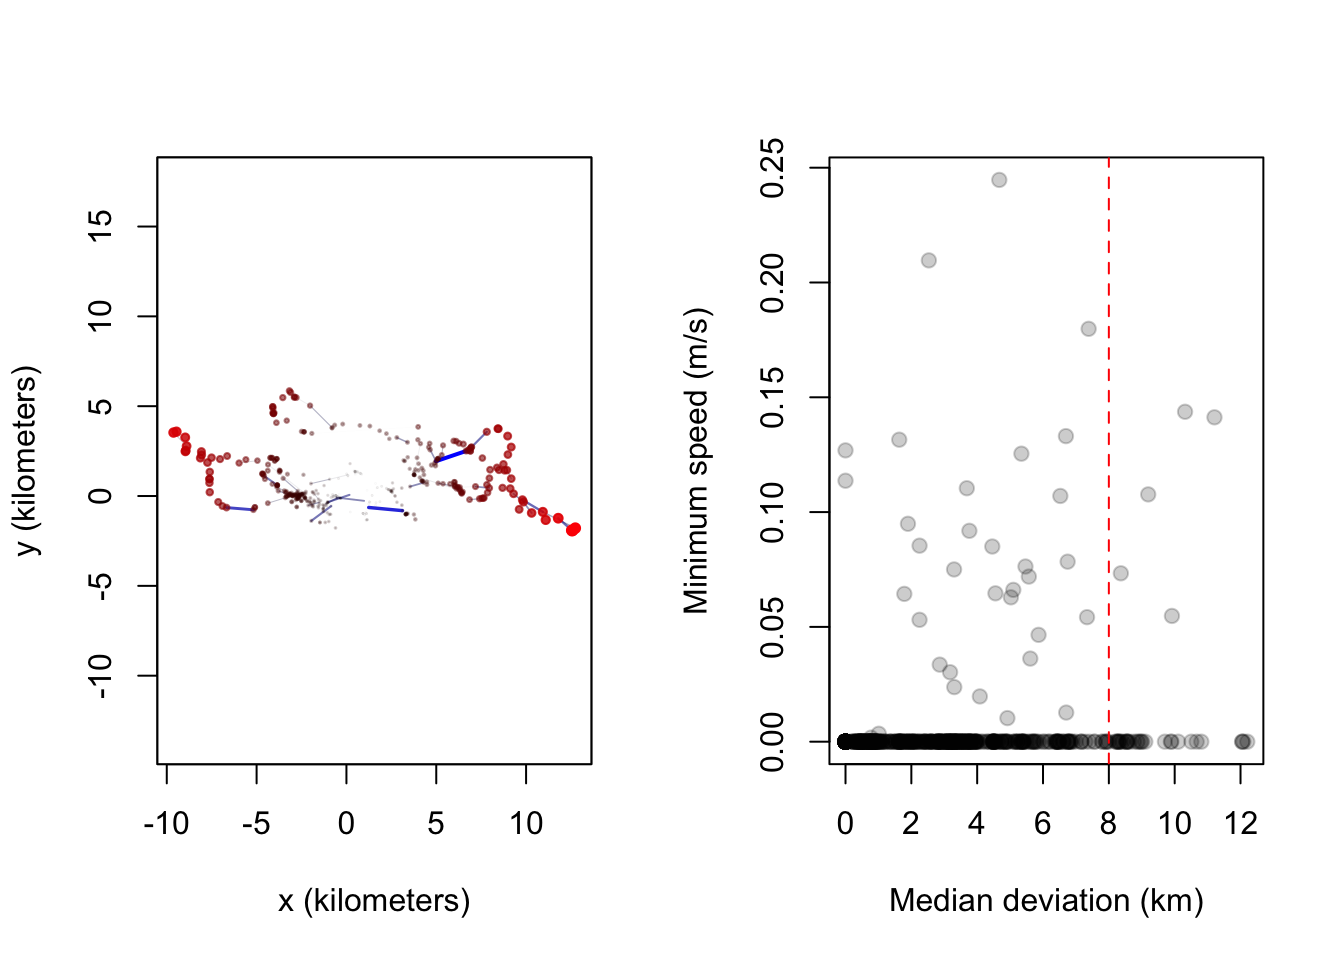 y (kilometers)
15
10
5
0
-5
-10
-10 -5 0 5 10
x (kilometers)
Minimum speed (m/s)
0.25
0.20
0.15
0.10
0.05
0.00
0 2 4 6 8 10 12
Median deviation (km)